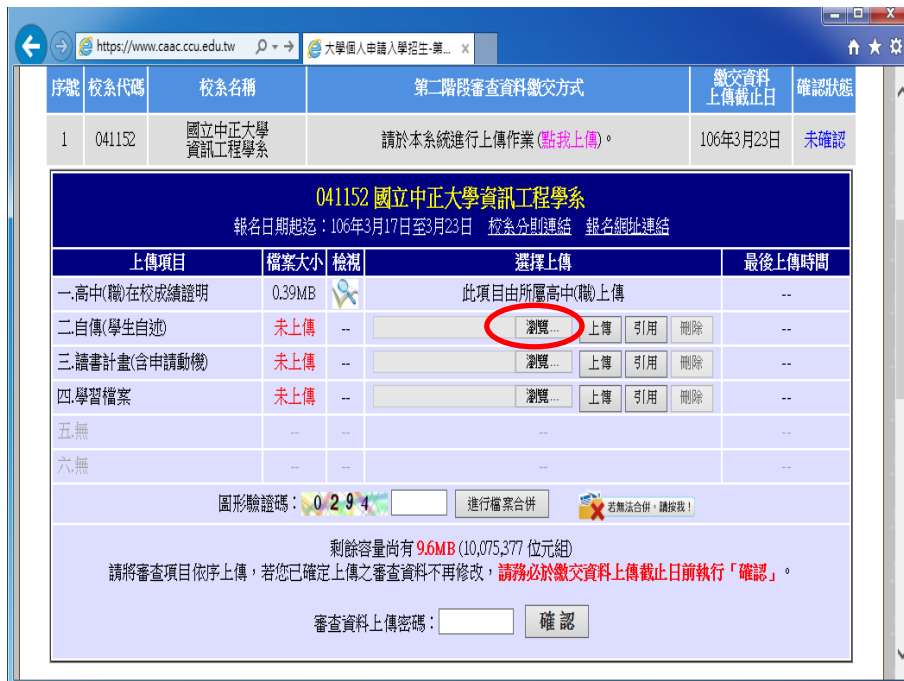 https://www.caac.ccu.edu.tw
大學個人申請入學招生-第...
序號 校系代碼 校系名稱 第二階段審查資料繳交方式 繳交資料上傳截止日 確認狀態
1 041152 國立中正大學資訊工程學系 請於本系統進行上傳作業 (點我上傳)。 106年3月23日 未確認
041152 國立中正大學資訊工程學系
報名日期起迄：106年3月17日至3月23日 校系分則連結 報名網址連結
上傳項目 檔案大小 檢視 選擇上傳 最後上傳時間
一.高中(職)在校成績證明 0.39MB 此項目由所屬高中(職)上傳 --
二.自傳(學生自述) 未上傳 -- 瀏覽... 上傳 引用 刪除 --
三.讀書計畫(含申請動機) 未上傳 -- 瀏覽... 上傳 引用 刪除 --
四.學習檔案 未上傳 -- 瀏覽... 上傳 引用 刪除 --
五.無 -- -- -- --
六.無 -- -- -- --
圖形驗證碼： 0 2 9 4 進行檔案合併 若無法合併，請按我！
剩餘容量尚有 9.6MB (10,075,377 位元組)
請將審查項目依序上傳，若您已確定上傳之審查資料不再修改，請務必於繳交資料上傳截止日前執行「確認」。
審查資料上傳密碼： 確 認